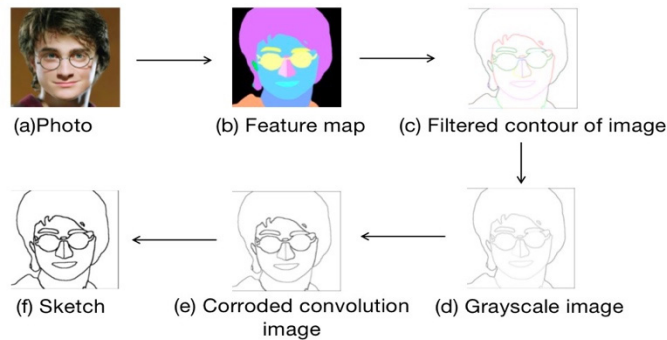 (a)Photo
(b) Feature map
(c) Filtered contour of image
(f) Sketch
(e) Corroded convolution
image
(d) Grayscale image